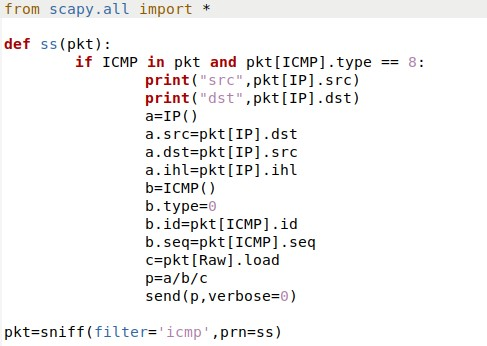 from scapy.all import *

def ss(pkt):
        if ICMP in pkt and pkt[ICMP].type == 8:
                print("src",pkt[IP].src)
                print("dst",pkt[IP].dst)
                a=IP()
                a.src=pkt[IP].dst
                a.dst=pkt[IP].src
                a.ihl=pkt[IP].ihl
                b=ICMP()
                b.type=0
                b.id=pkt[ICMP].id
                b.seq=pkt[ICMP].seq
                c=pkt[Raw].load
                p=a/b/c
                send(p,verbose=0)

pkt=sniff(filter='icmp',prn=ss)